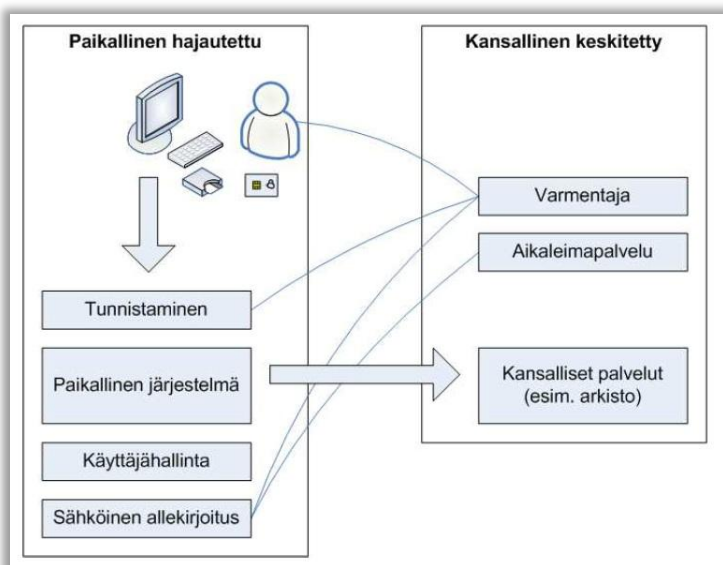 Paikallinen hajautettu
Tunnistaminen
Paikallinen järjestelmä
Käyttäjähallinta
Sähköinen allekirjoitus
Kansallinen keskitetty
Varmentaja
Aikaleimapalvelu
Kansalliset palvelut
(esim. arkisto)